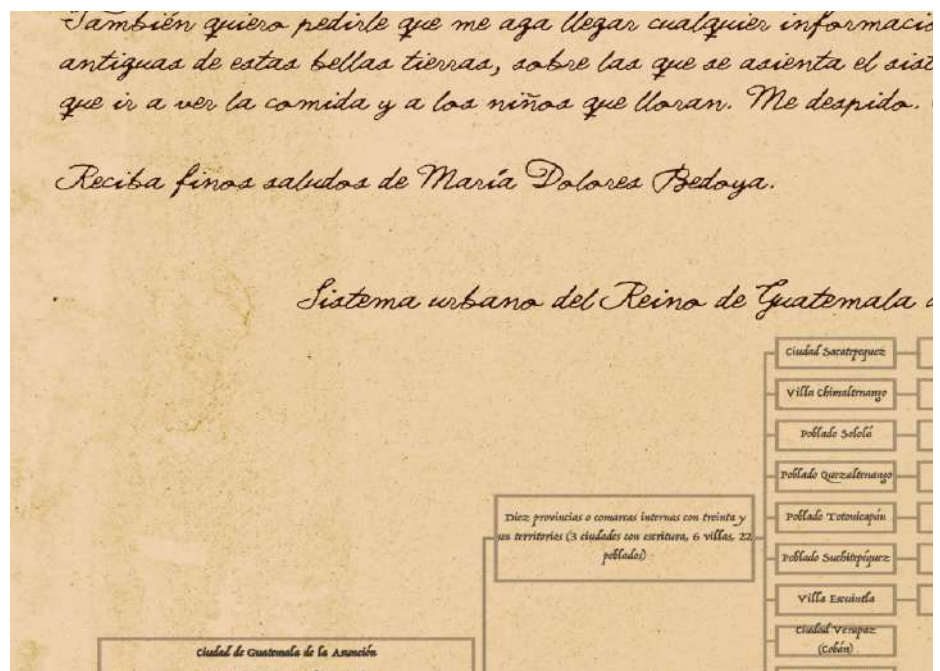 También quiero pedirle que me aga llegar cualquier informacio
antiguas de estas bellas tierras, sobre las que se asienta el sist
que ir a ver la comida y a los niños que lloran. Me despido.
Reciba finos saludos de María Dolores Bedoya.
Sistema urbano del Reino de Guatemala a
Ciudad Sacatepequez
Villa Chimaltenango
Poblado Sololá
Poblado Quezaltenango
Diez provincias o comarcas internas con treinta y
un territories (3 ciudades con escritura, 6 villas, 22
poblados)
Poblado Totonicapán
Poblado Suchitepéquez
Villa Escuintla
Ciudad Verapaz
(Cobán)
Ciudad de Guatemala de la Asunción